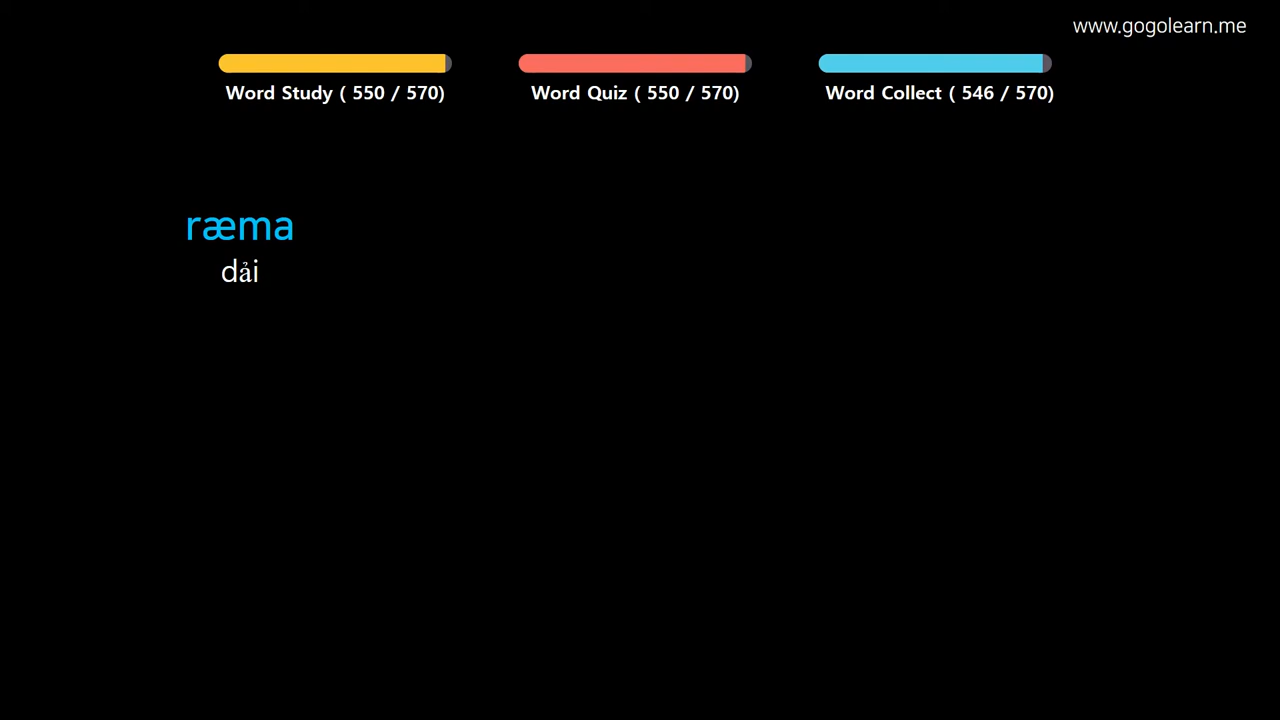 www.gogolearn.me
Word Study ( 550 / 570)
Word Quiz ( 550 / 570)
Word Collect ( 546 / 570)
ræma
dải